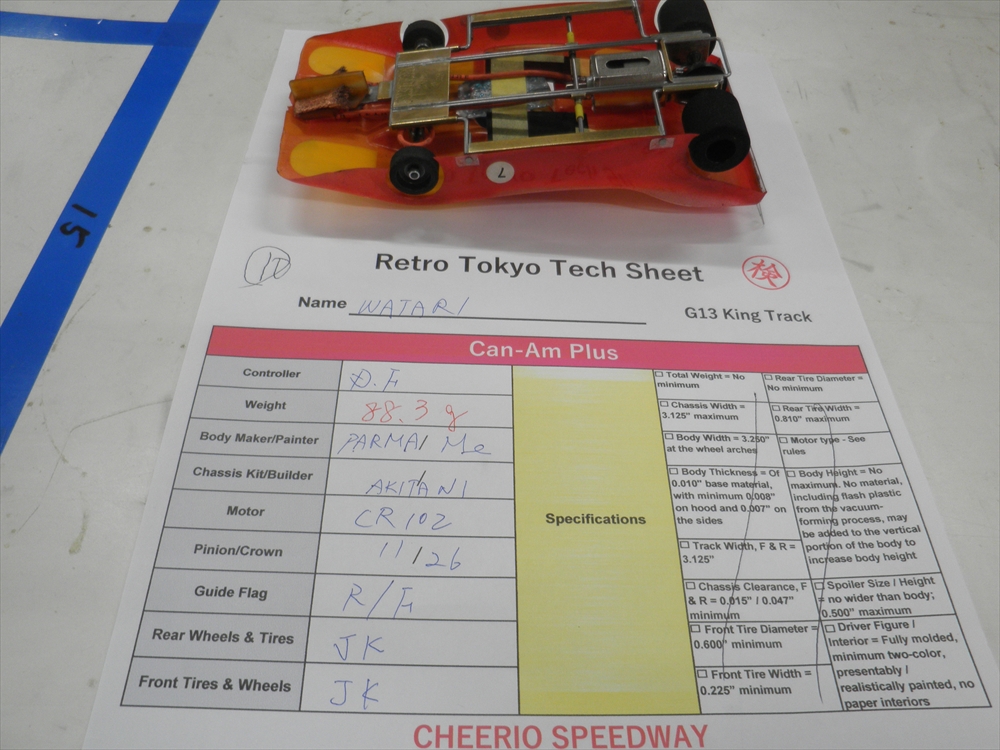 15
7
10
Retro Tokyo Tech Sheet
Name WATARI
G13 King Track
Can-Am Plus
Controller D.F
Weight 88.3 g
Body Maker/Painter PARMA/ Me
Chassis Kit/Builder AKITANI
Motor CR102
Pinion/Crown 11/26
Guide Flag R/F
Rear Wheels & Tires JK
Front Tires & Wheels JK
Specifications
☐ Total Weight = No
minimum
☐ Chassis Width =
3.125" maximum
☐ Body Width = 3.250"
at the wheel arches
☐ Body Thickness = Of
0.010" base material,
with minimum 0.008"
on hood and 0.007" on
the sides
☐ Track Width, F & R =
3.125"
☐ Chassis Clearance, F
& R = 0.015" / 0.047"
minimum
☐ Front Tire Diameter =
0.600" minimum
☐ Front Tire Width =
0.225" minimum
☐ Rear Tire Diameter =
No minimum
☐ Rear Tire Width =
0.810" maximum
☐ Motor type - See
rules
☐ Body Height = No
maximum. No material,
including flash plastic
from the vacuum-
forming process, may
be added to the vertical
portion of the body to
increase body height
☐ Spoiler Size / Height
= no wider than body;
0.500" maximum
☐ Driver Figure /
Interior = Fully molded,
minimum two-color,
presentably /
realistically painted, no
paper interiors
CHEERIO SPEEDWAY